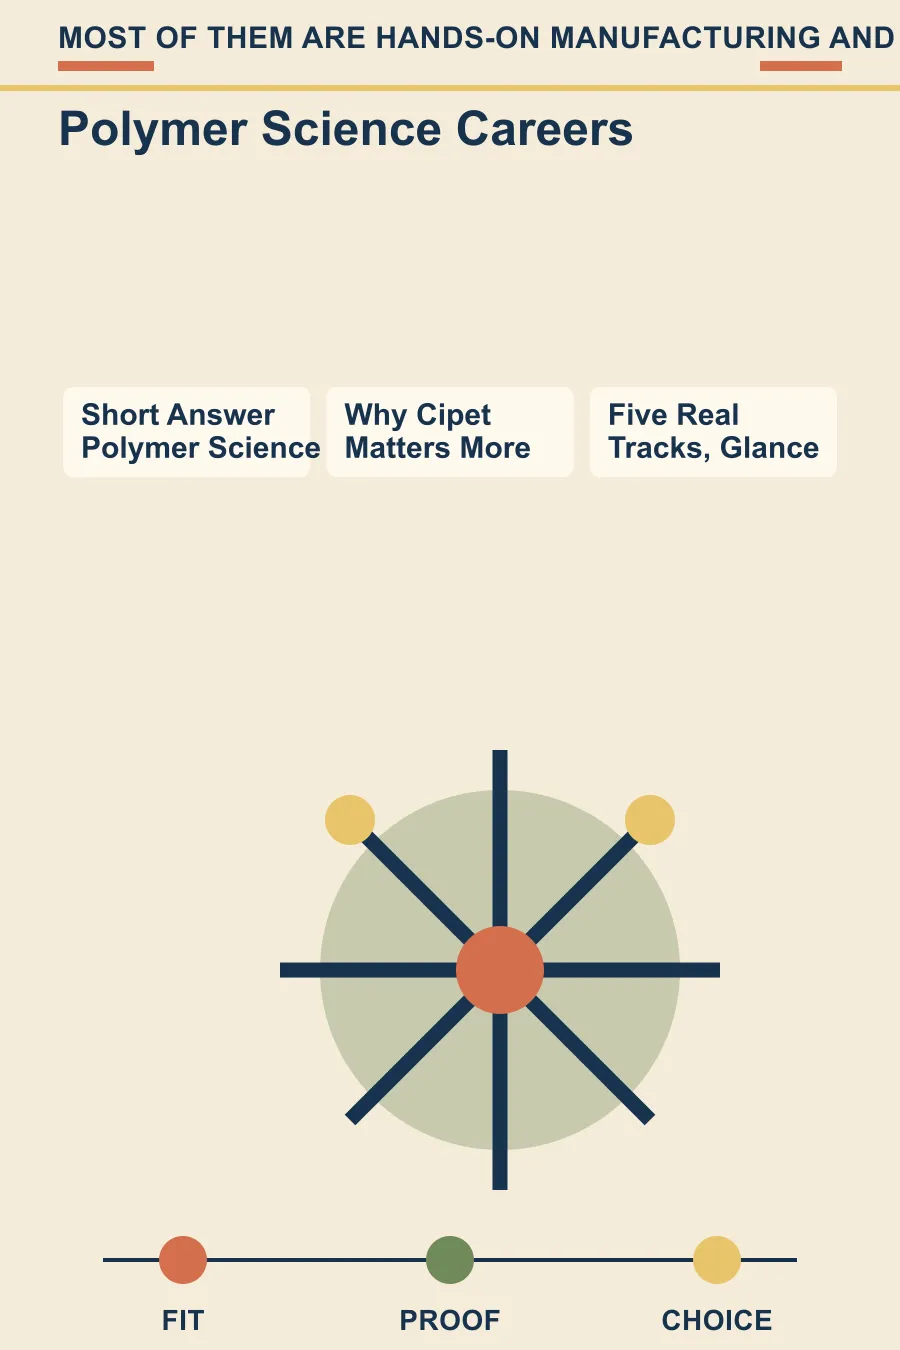 MOST OF THEM ARE HANDS-ON MANUFACTURING AND
Polymer Science Careers
Short Answer
Polymer Science
Why Cipet
Matters More
Five Real
Tracks, Glance
FIT
PROOF
CHOICE